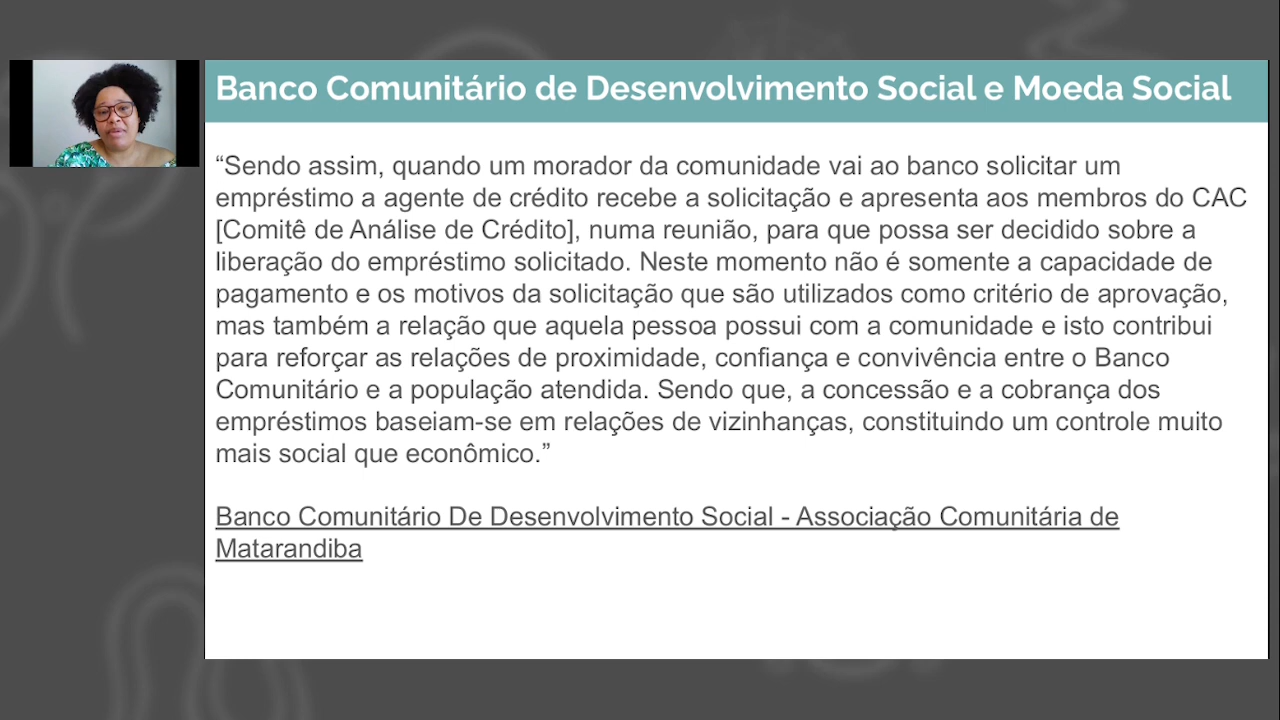 Banco Comunitário de Desenvolvimento Social e Moeda Social
“Sendo assim, quando um morador da comunidade vai ao banco solicitar um
empréstimo a agente de crédito recebe a solicitação e apresenta aos membros do CAC
[Comitê de Análise de Crédito], numa reunião, para que possa ser decidido sobre a
liberação do empréstimo solicitado. Neste momento não é somente a capacidade de
pagamento e os motivos da solicitação que são utilizados como critério de aprovação,
mas também a relação que aquela pessoa possui com a comunidade e isto contribui
para reforçar as relações de proximidade, confiança e convivência entre o Banco
Comunitário e a população atendida. Sendo que, a concessão e a cobrança dos
empréstimos baseiam-se em relações de vizinhanças, constituindo um controle muito
mais social que econômico.”
Banco Comunitário De Desenvolvimento Social - Associação Comunitária de
Matarandiba